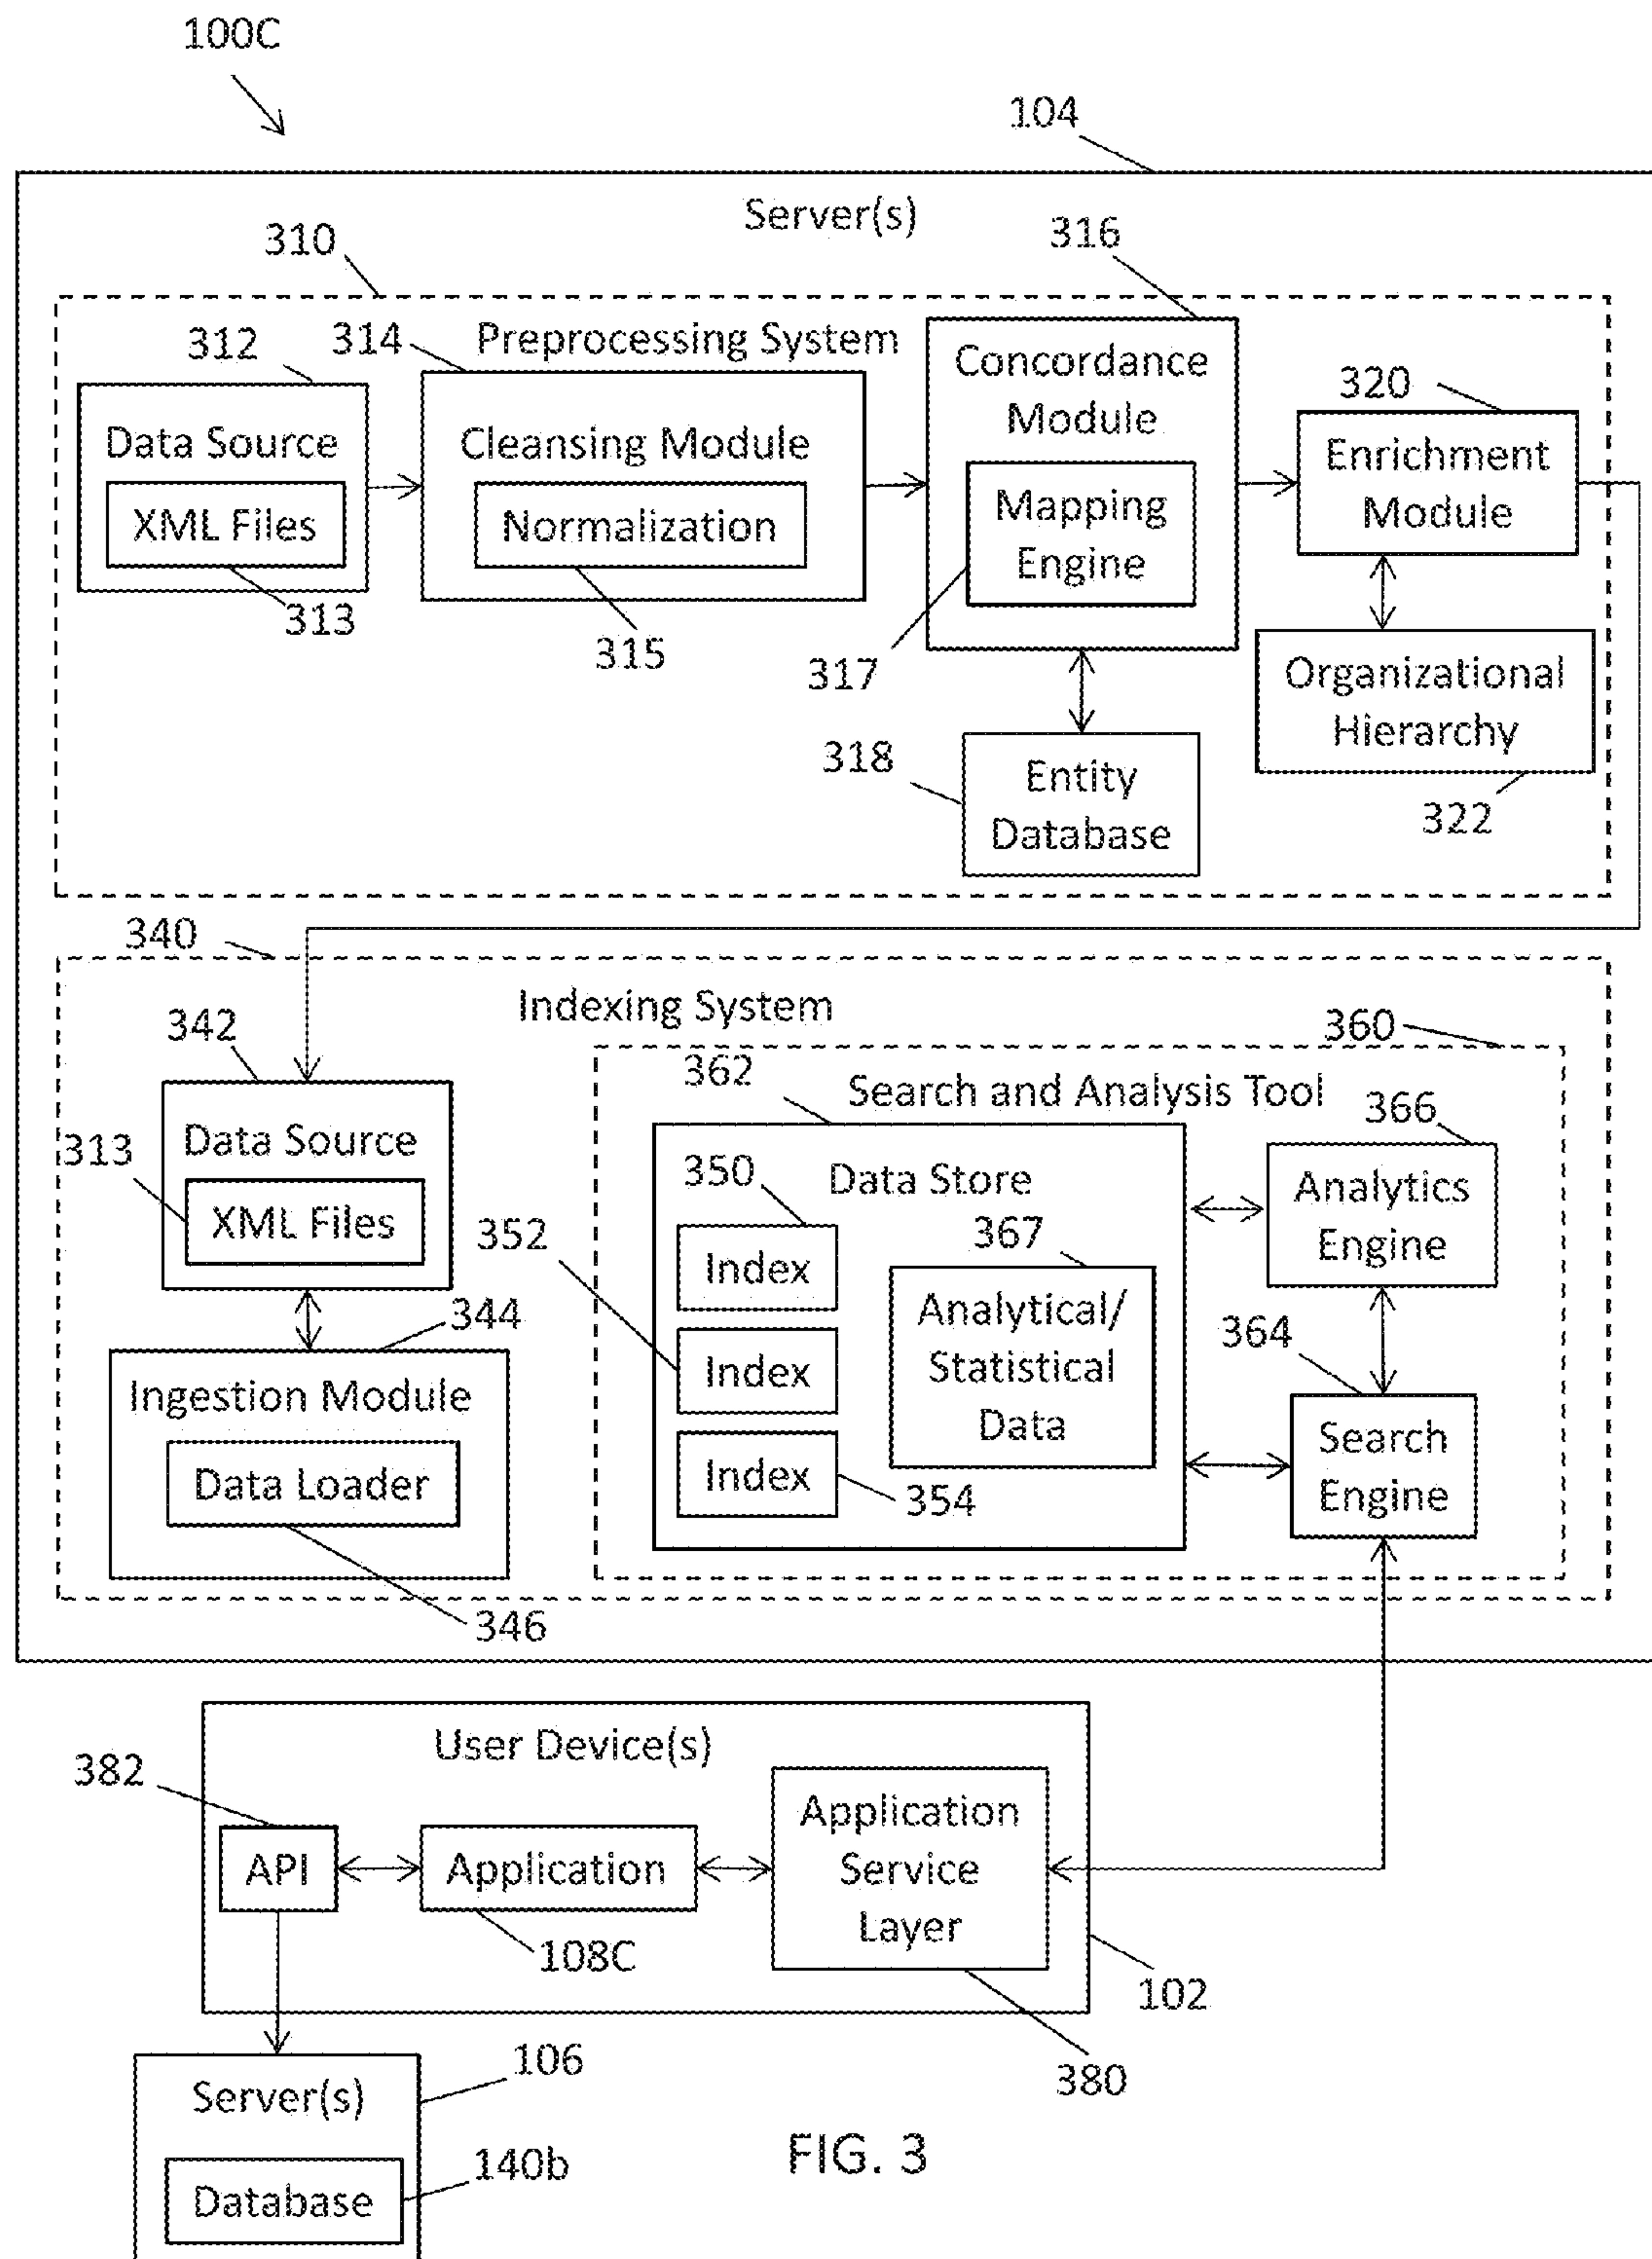 100C
104
Server(s)
310
316
312
314
Preprocessing System
Concordance
Module
320
Data Source
XML Files
Cleansing Module
Normalization
Mapping
Engine
Enrichment
Module
313
315
317
Organizational
Hierarchy
318
Entity
Database
322
340
Indexing System
342
360
362
Search and Analysis Tool
366
Data Source
313
XML Files
350
Data Store
Analytics
Engine
352
Index
367
Index
Analytical/
Statistical
Data
344
364
Ingestion Module
Data Loader
Index
354
Search
Engine
346
User Device(s)
382
API
Application
Application
Service
Layer
108C
102
106
380
Server(s)
140b
Database
FIG. 3